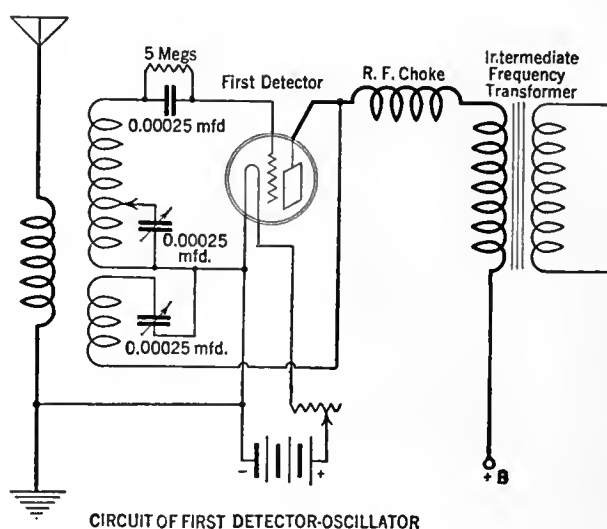 5 Megs
First Detector
R. F. Choke
Intermediate
Frequency
Transformer
0.00025 mfd
0.00025
mfd.
0.00025 mfd.
-
+
+ B
CIRCUIT OF FIRST DETECTOR-OSCILLATOR